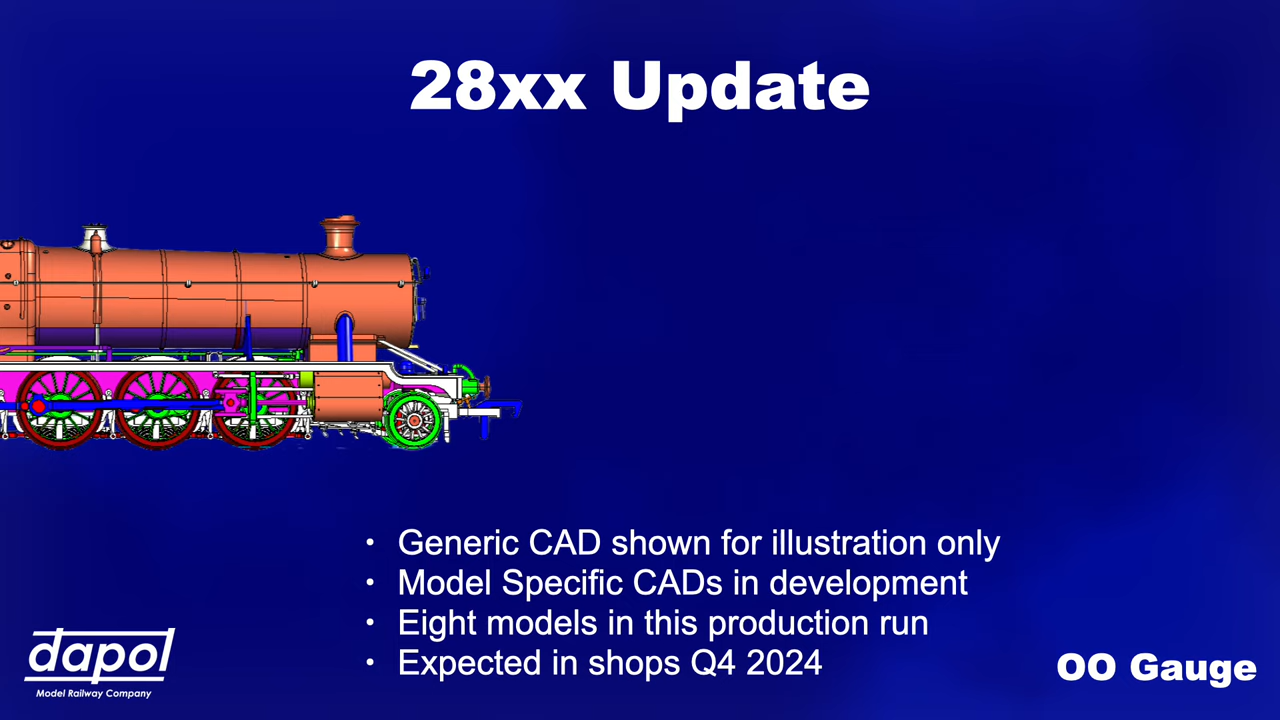 28xx Update
• Generic CAD shown for illustration only
• Model Specific CADs in development
• Eight models in this production run
• Expected in shops Q4 2024
dapol
Model Railway Company
OO Gauge